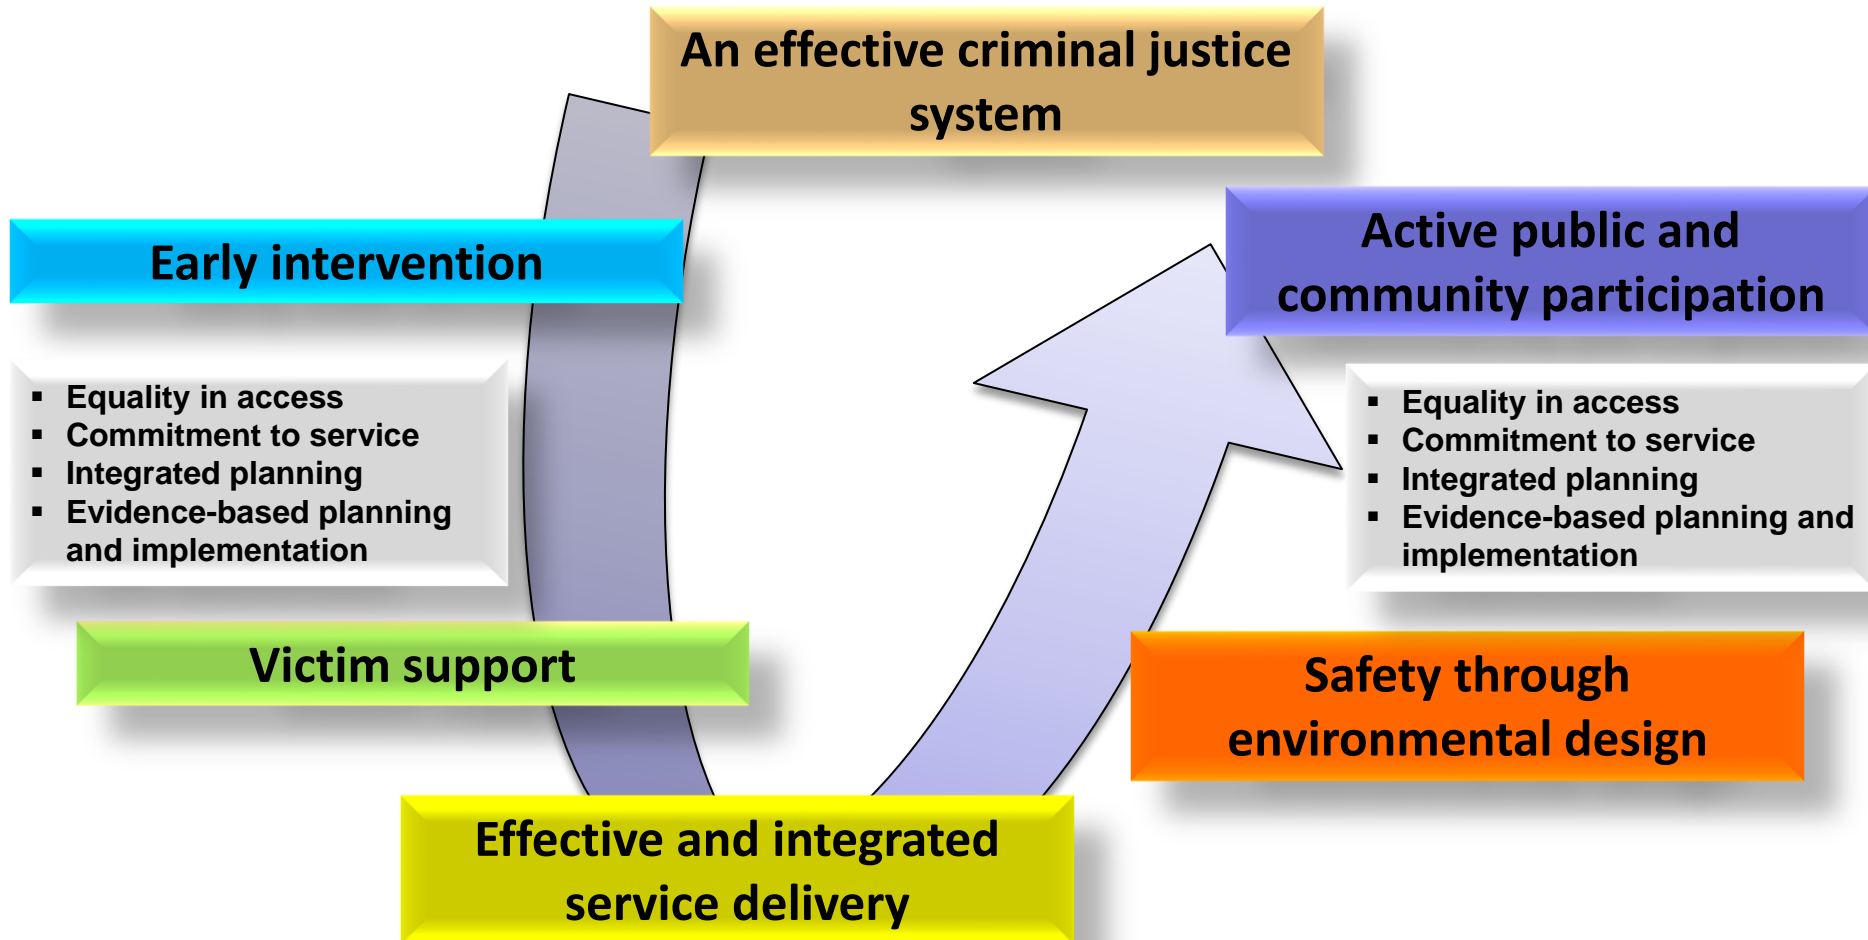 An effective criminal justice
system
Early intervention
▪ Equality in access
▪ Commitment to service
▪ Integrated planning
▪ Evidence-based planning
and implementation
Victim support
Effective and integrated
service delivery
Active public and
community participation
▪ Equality in access
▪ Commitment to service
▪ Integrated planning
▪ Evidence-based planning and
implementation
Safety through
environmental design